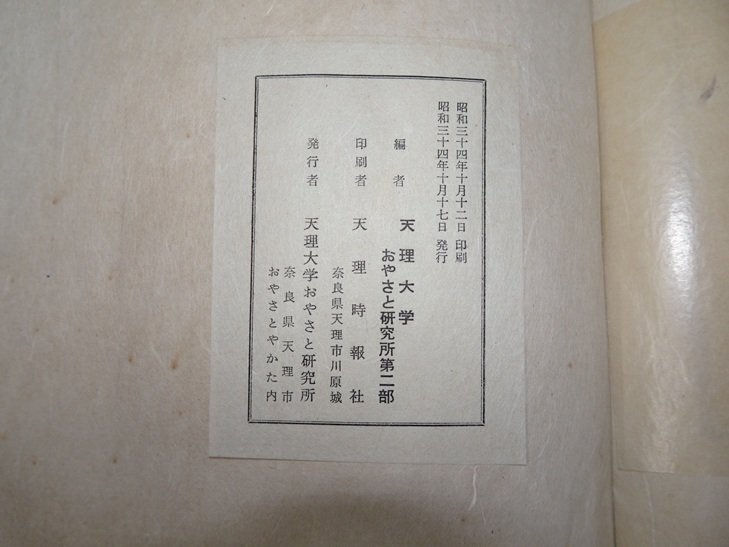 昭和三十四年十月十二日 印刷
昭和三十四年十月十七日 発行
編者 天理大学
おやさと研究所第二部
印刷者 天理時報社
奈良県天理市川原城
発行者 天理大学おやさと研究所
奈良県天理市
おやさとやかた内